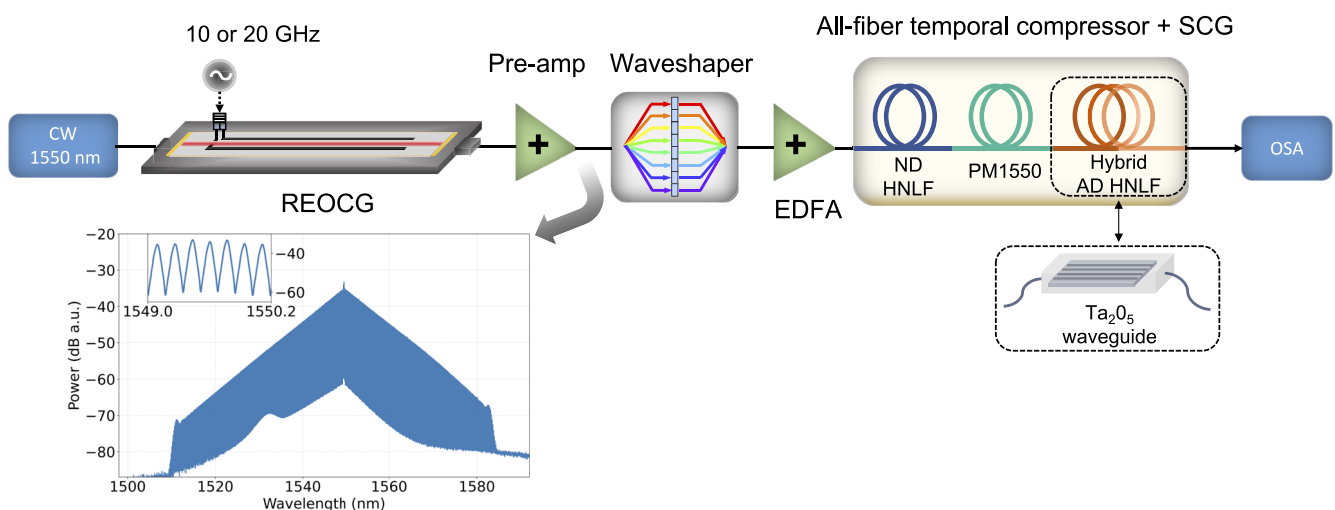 10 or 20 GHz
All-fiber temporal compressor + SCG
Pre-amp
Waveshaper
CW
1550 nm
+
+
ND
HNLF
PM1550
Hybrid
AD HNLF
OSA
REOCG
EDFA
−20
−30
−40
−50
−60
−70
−80
Power (dB a.u.)
−40
−60
1549.0
1550.2
1500
1520
1540
1560
1580
Wavelength (nm)
Ta₂0₅
waveguide